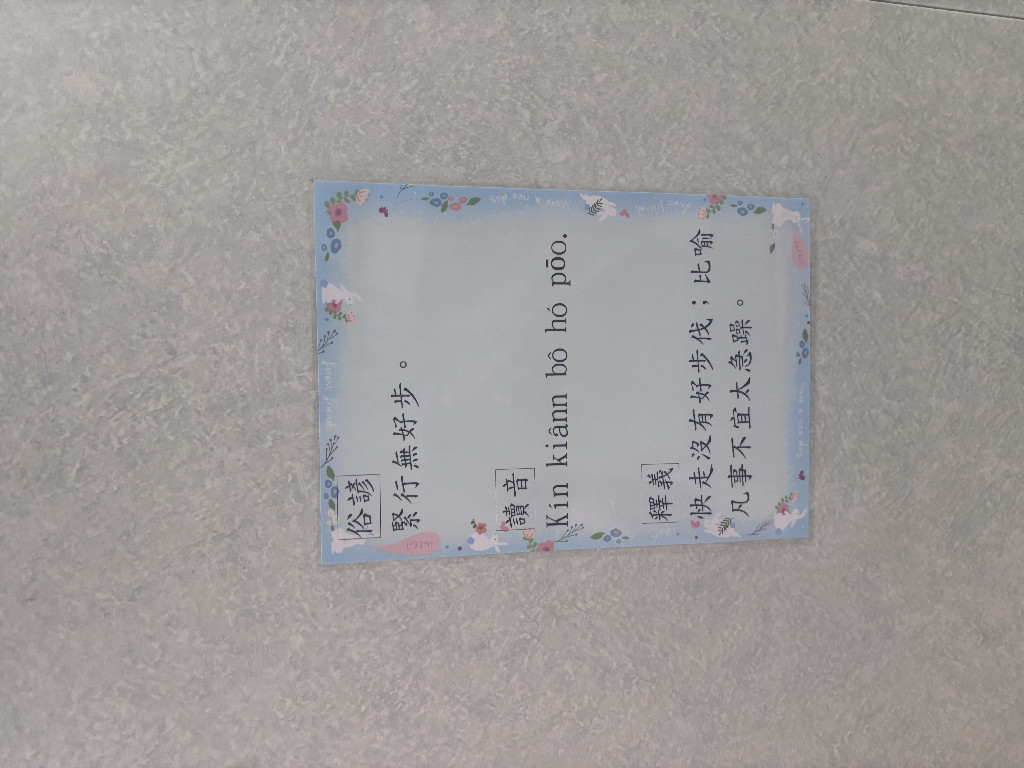 俗諺
緊行無好步。
讀音
Kín kiânn bô hó pōo.
釋義
快走沒有好步伐；比喻
凡事不宜太急躁。